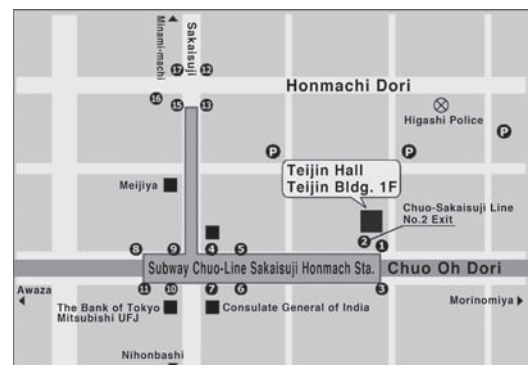 Minami-machi
Sakaisuji
17
12
Honmachi Dori
16
15
13
Higashi Police
P
P
P
Teijin Hall
Teijin Bldg. 1F
Meijiya
Chuo-Sakaisuji Line
No.2 Exit
2
1
8
9
4
5
Subway Chuo-Line Sakaisuji Honmach Sta.
Chuo Oh Dori
11
10
7
6
3
Awaza
Morinomiya
The Bank of Tokyo
Mitsubishi UFJ
Consulate General of India
Nihonbashi